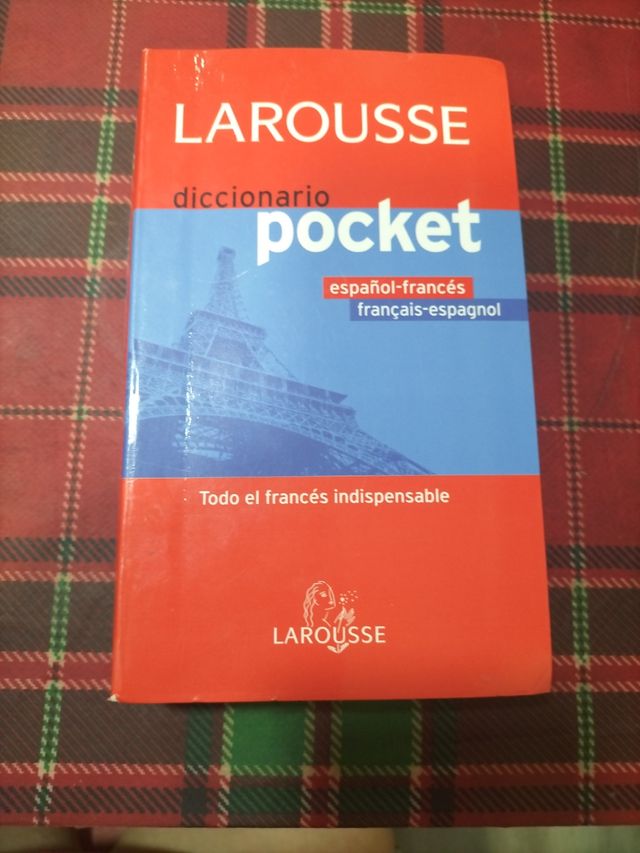 LAROUSSE
diccionario
pocket
español-francés
français-espagnol
Todo el francés indispensable
LAROUSSE